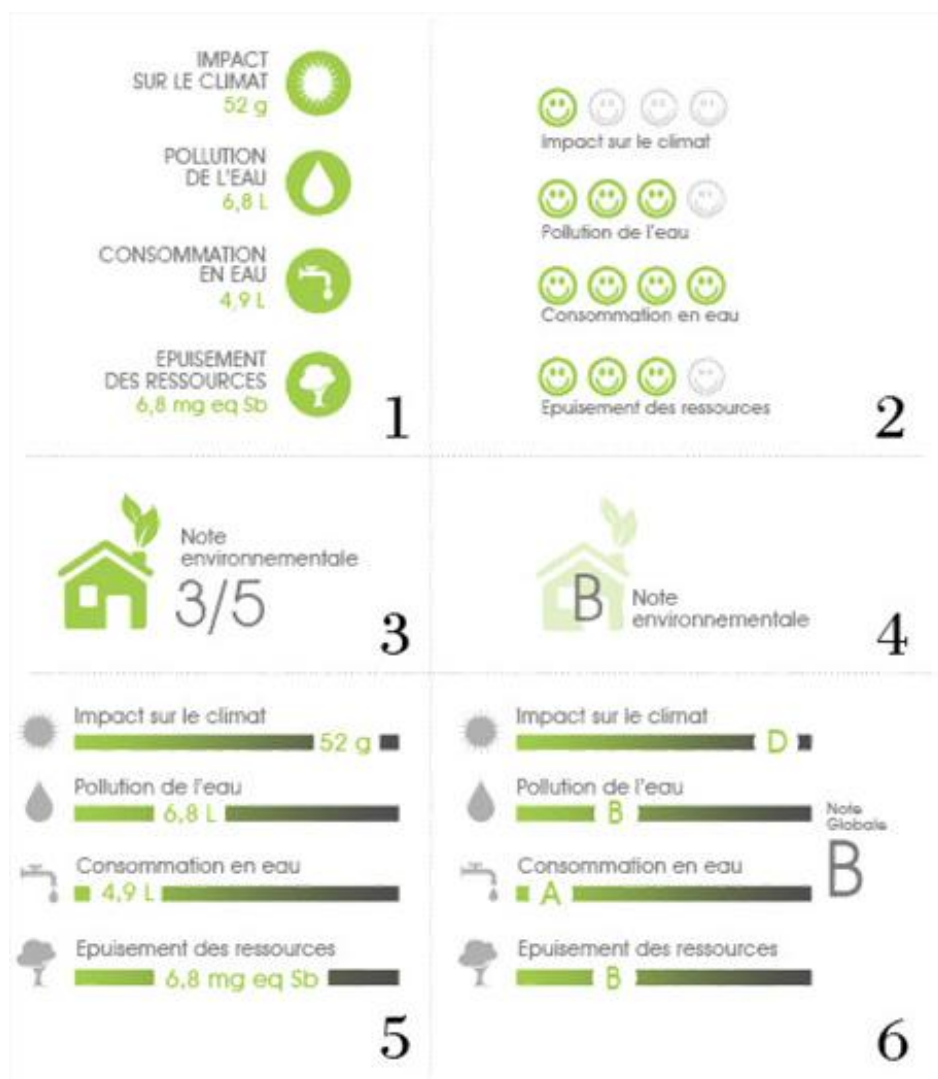 IMPACT
SUR LE CLIMAT
52 g
POLLUTION
DE L'EAU
6,8 L
CONSOMMATION
EN EAU
4,9 L
EPUISEMENT
DES RESSOURCES
6,8 mg eq Sb
1
Impact sur le climat
Pollution de l'eau
Consommation en eau
Epuisement des ressources
2
Note
environnementale
3/5
3
B
Note
environnementale
4
Impact sur le climat
52 g
Pollution de l'eau
6,8 L
Consommation en eau
4,9 L
Epuisement des ressources
6,8 mg eq Sb
5
Impact sur le climat
D
Pollution de l'eau
B
Consommation en eau
A
Epuisement des ressources
B
Note
Globale
B
6